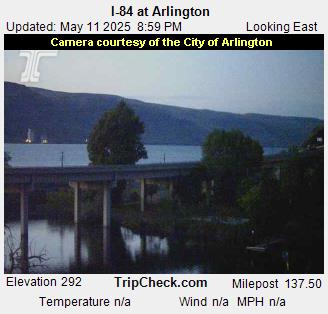 I-84 at Arlington
Updated: May 11 2025 8:59 PM Looking East
Camera courtesy of the City of Arlington
Elevation 292 TripCheck.com Milepost 137.50
Temperature n/a Wind n/a MPH n/a